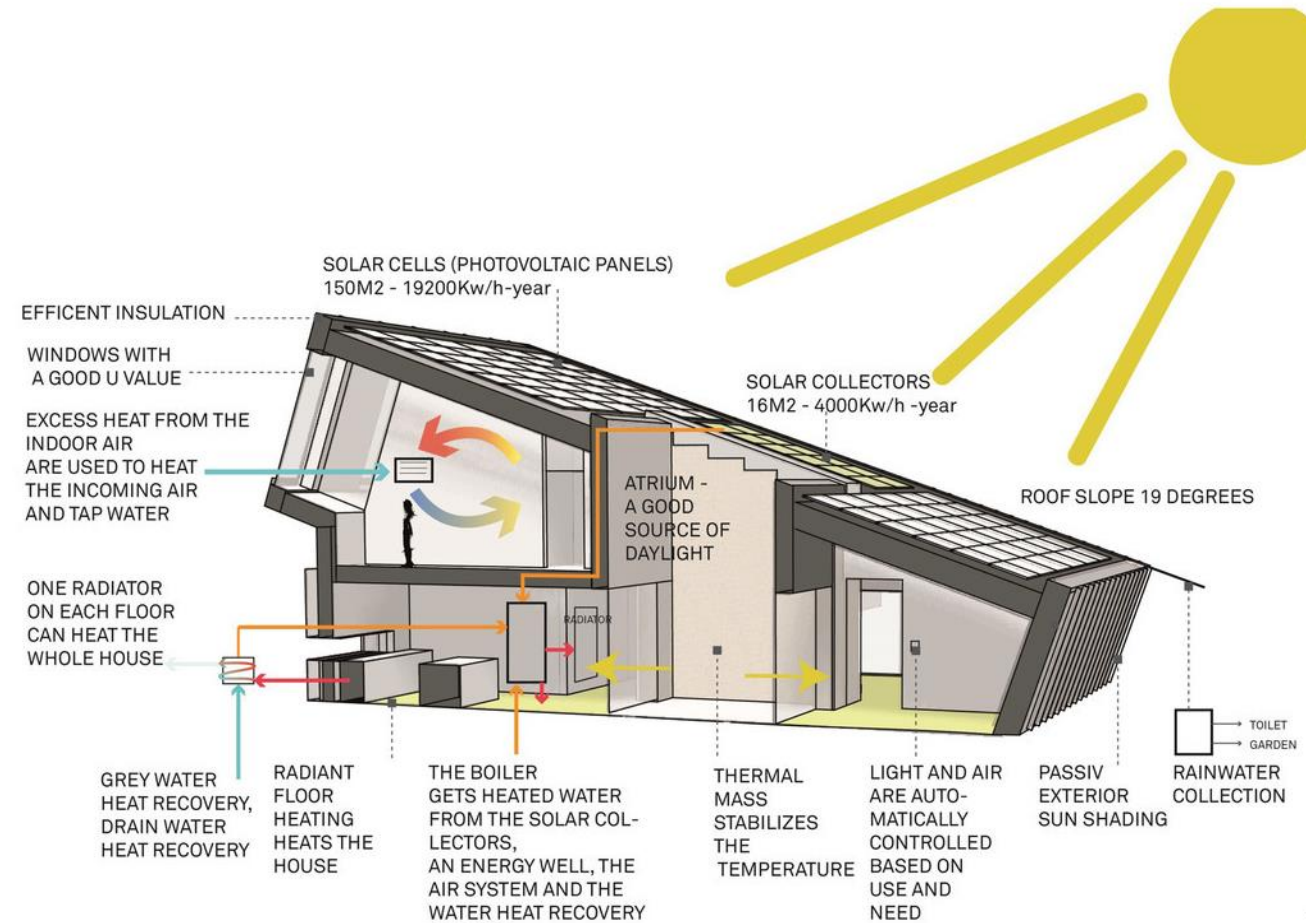 SOLAR CELLS (PHOTOVOLTAIC PANELS)
150M2 - 19200Kw/h-year
EFFICENT INSULATION
WINDOWS WITH
A GOOD U VALUE
EXCESS HEAT FROM THE
INDOOR AIR
ARE USED TO HEAT
THE INCOMING AIR
AND TAP WATER
ONE RADIATOR
ON EACH FLOOR
CAN HEAT THE
WHOLE HOUSE
SOLAR COLLECTORS
16M2 - 4000Kw/h -year
ATRIUM -
A GOOD
SOURCE OF
DAYLIGHT
ROOF SLOPE 19 DEGREES
RADIATOR
GREY WATER
HEAT RECOVERY,
DRAIN WATER
HEAT RECOVERY
RADIANT
FLOOR
HEATING
HEATS THE
HOUSE
THE BOILER
GETS HEATED WATER
FROM THE SOLAR COL-
LECTORS,
AN ENERGY WELL, THE
AIR SYSTEM AND THE
WATER HEAT RECOVERY
THERMAL
MASS
STABILIZES
THE
TEMPERATURE
LIGHT AND AIR
ARE AUTO-
MATICALLY
CONTROLLED
BASED ON
USE AND
NEED
PASSIV
EXTERIOR
SUN SHADING
TOILET
GARDEN
RAINWATER
COLLECTION